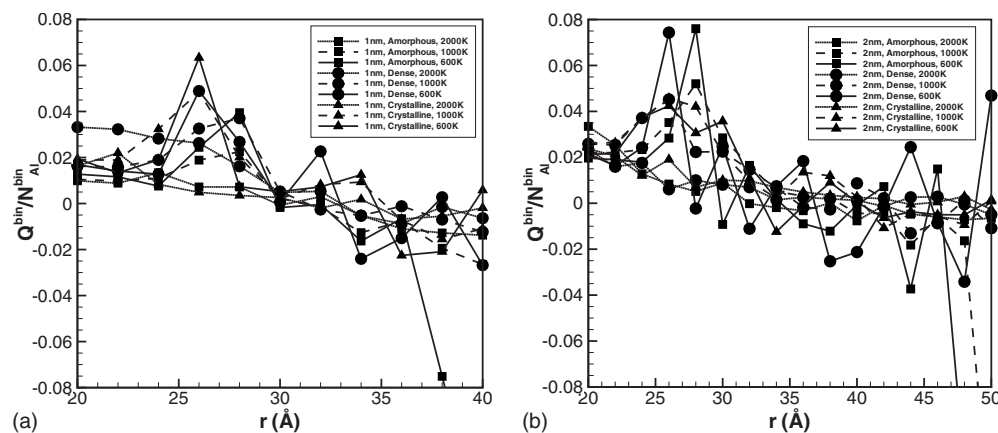 0.08
0.06
0.04
0.02
0
-0.02
-0.04
-0.06
-0.08
Q^bin/N_Al^bin
1nm, Amorphous, 2000K
1nm, Amorphous, 1000K
1nm, Amorphous, 600K
1nm, Dense, 2000K
1nm, Dense, 1000K
1nm, Dense, 600K
1nm, Crystalline, 2000K
1nm, Crystalline, 1000K
1nm, Crystalline, 600K
20 25 30 35 40
(a) r (Å)
0.08
0.06
0.04
0.02
0
-0.02
-0.04
-0.06
-0.08
Q^bin/N_Al^bin
2nm, Amorphous, 2000K
2nm, Amorphous, 1000K
2nm, Amorphous, 600K
2nm, Dense, 2000K
2nm, Dense, 1000K
2nm, Dense, 600K
2nm, Crystalline, 2000K
2nm, Crystalline, 1000K
2nm, Crystalline, 600K
20 25 30 35 40 45 50
(b) r (Å)